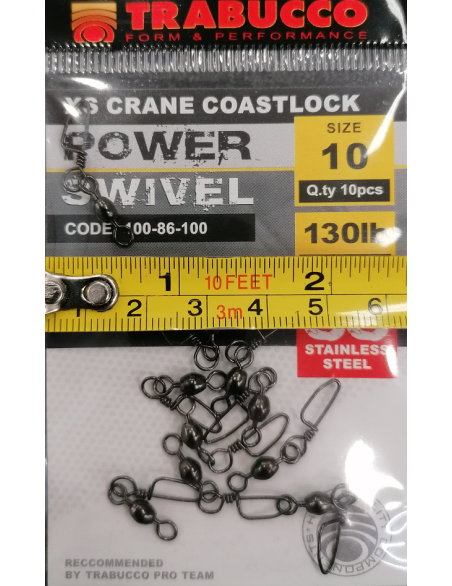 TRABUCCO
FORM & PERFORMANCE
XS CRANE COASTLOCK
POWER
SWIVEL
SIZE
10
Q.ty 10pcs
CODE 100-86-100
130lb
1 10 FEET 2
1 2 3 3m 4 5 6
STAINLESS
STEEL
RECCOMMENDED
BY TRABUCCO PRO TEAM